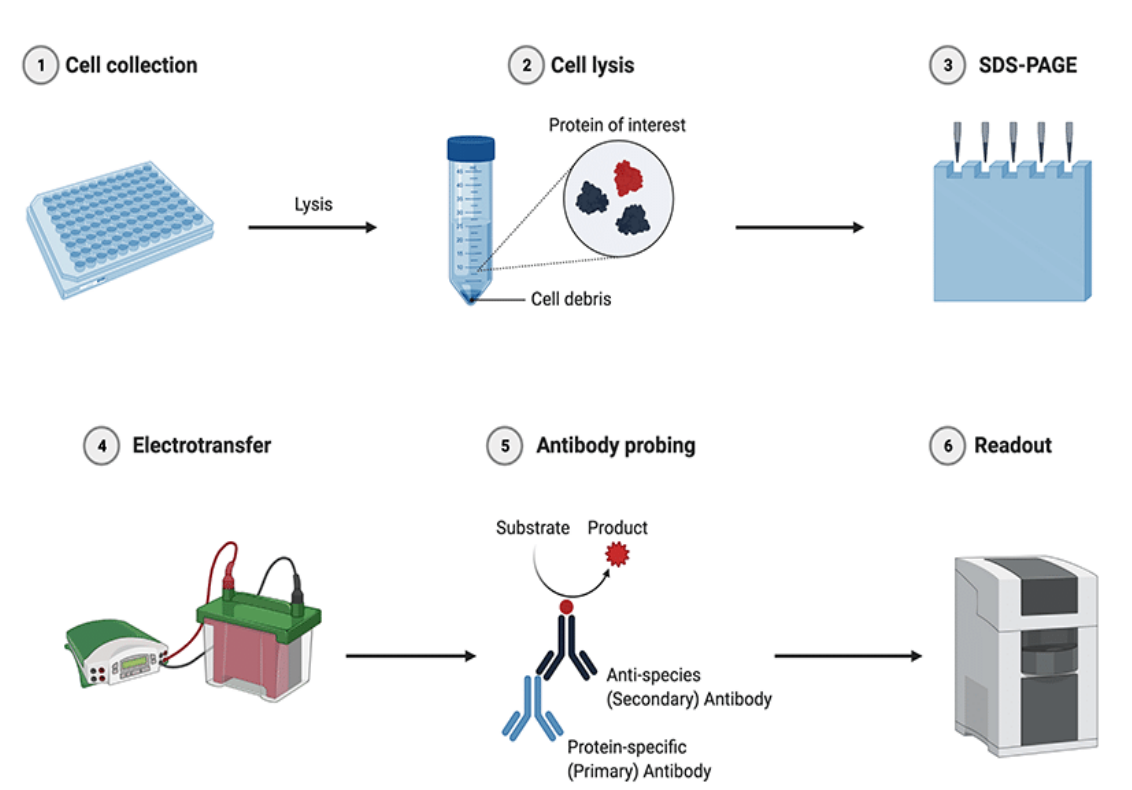 1 Cell collection
2 Cell lysis
3 SDS-PAGE
Protein of interest
Lysis
Cell debris
4 Electrotransfer
5 Antibody probing
6 Readout
Substrate Product
Anti-species
(Secondary) Antibody
Protein-specific
(Primary) Antibody